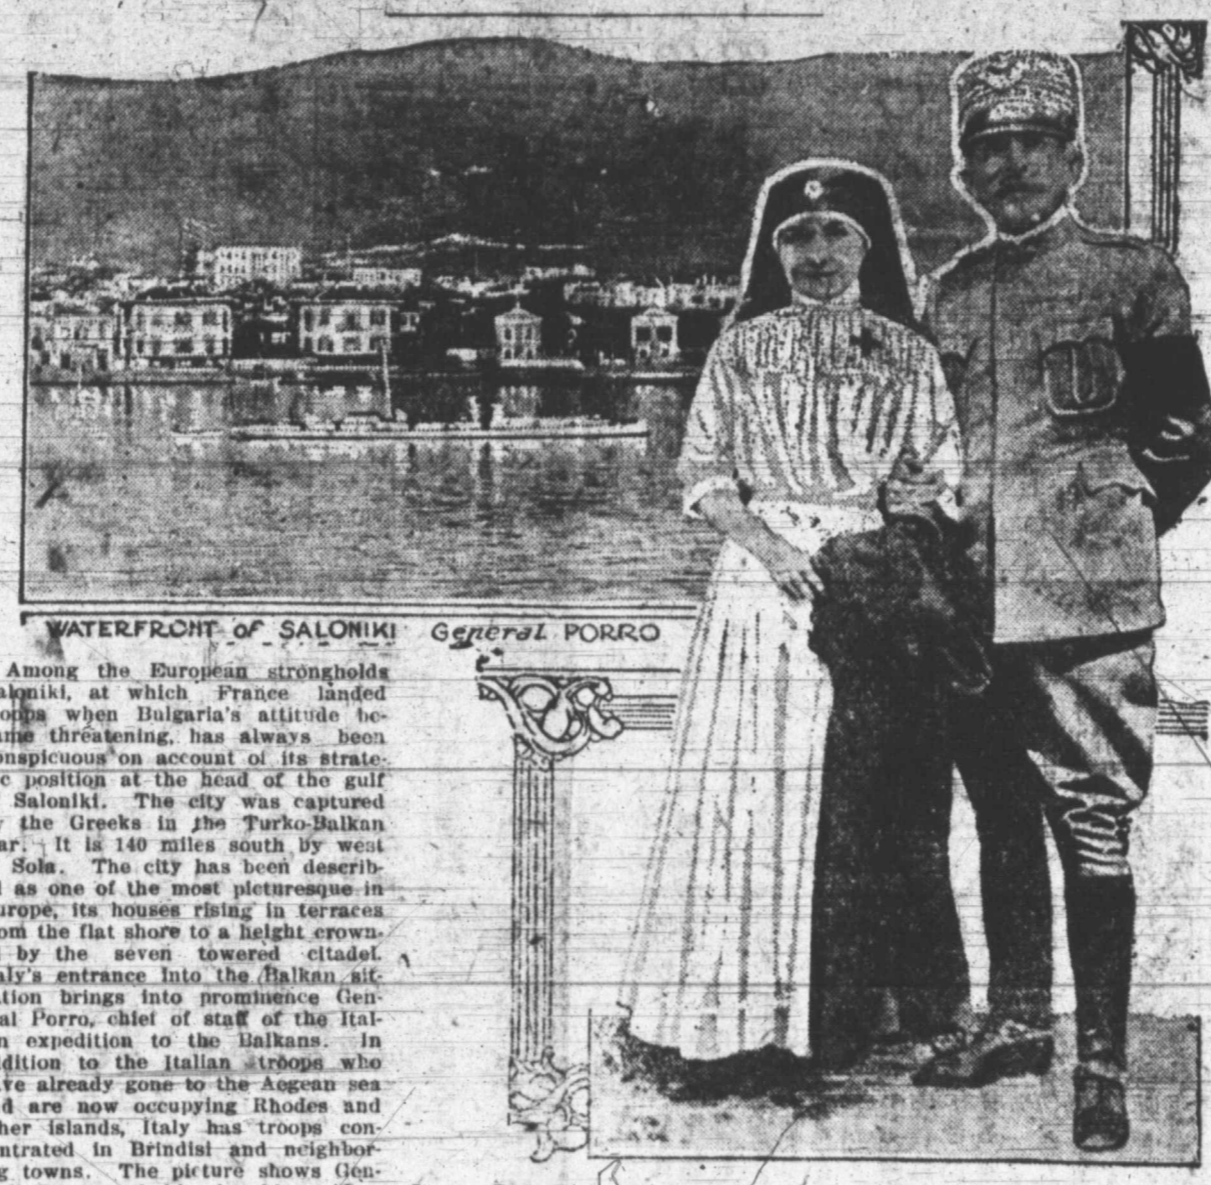 WATERFRONT of SALONIKI General PORRO
Among the European strongholds
aloniki, at which France landed
oops when Bulgaria's attitude be-
ame threatening, has always been
onspicuous on account of its strate-
c position at the head of the gulf
Saloniki. The city was captured
y the Greeks in the Turko-Balkan
ar. It is 140 miles south by west
Sola. The city has been describ-
d as one of the most picturesque in
urope, its houses rising in terraces
om the flat shore to a height crown-
d by the seven towered citadel.
aly's entrance into the Balkan sit-
ation brings into prominence Gen-
al Porro, chief of staff of the Ital-
n expedition to the Balkans. In
ddition to the Italian troops who
ave already gone to the Aegean sea
d are now occupying Rhodes and
her islands, Italy has troops con-
ntrated in Brindisi and neighbor-
g towns. The picture shows Gen-